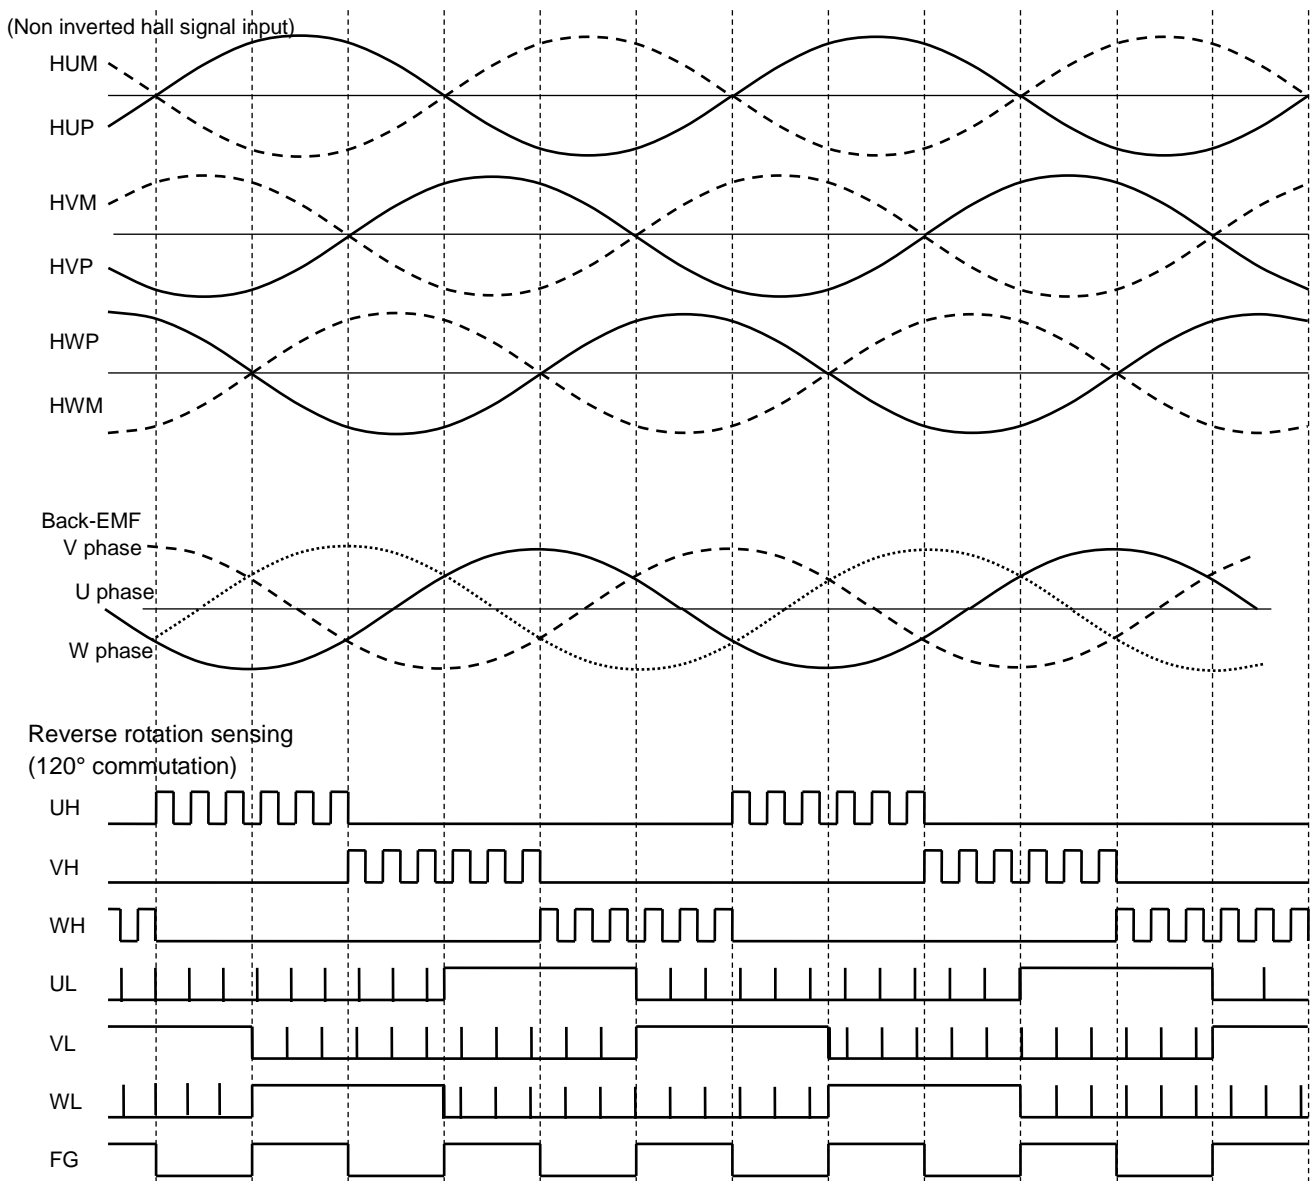 (Non inverted hall signal input)
HUM
HUP
HVM
HVP
HWP
HWM
Back-EMF
V phase
U phase
W phase
Reverse rotation sensing
(120° commutation)
UH
VH
WH
UL
VL
WL
FG